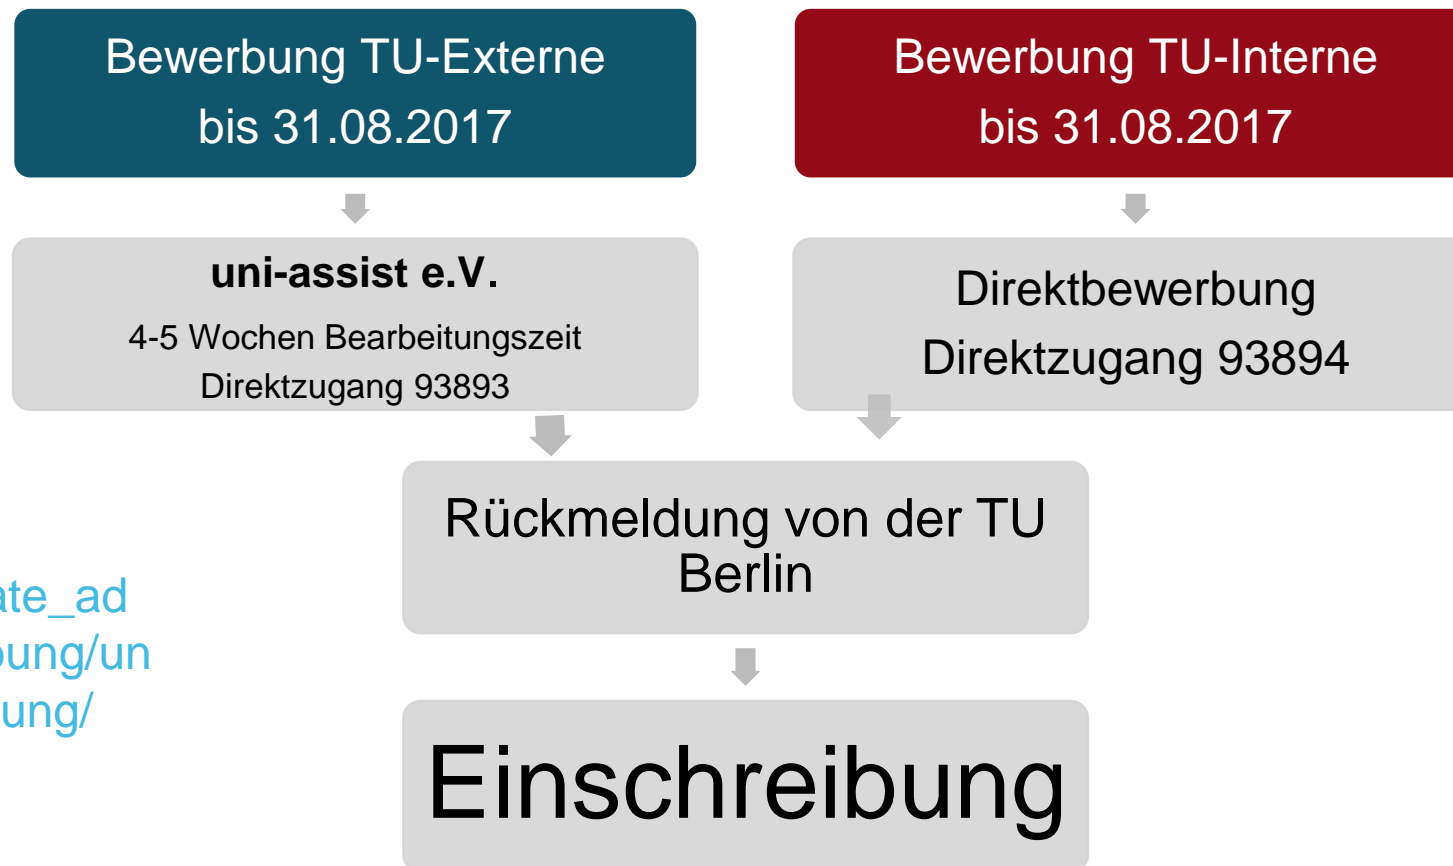 Bewerbung TU-Externe
bis 31.08.2017
Bewerbung TU-Interne
bis 31.08.2017
uni-assist e.V.
4-5 Wochen Bearbeitungszeit
Direktzugang 93893
Direktbewerbung
Direktzugang 93894
Rückmeldung von der TU
Berlin
ate_ad
ung/un
ung/
Einschreibung